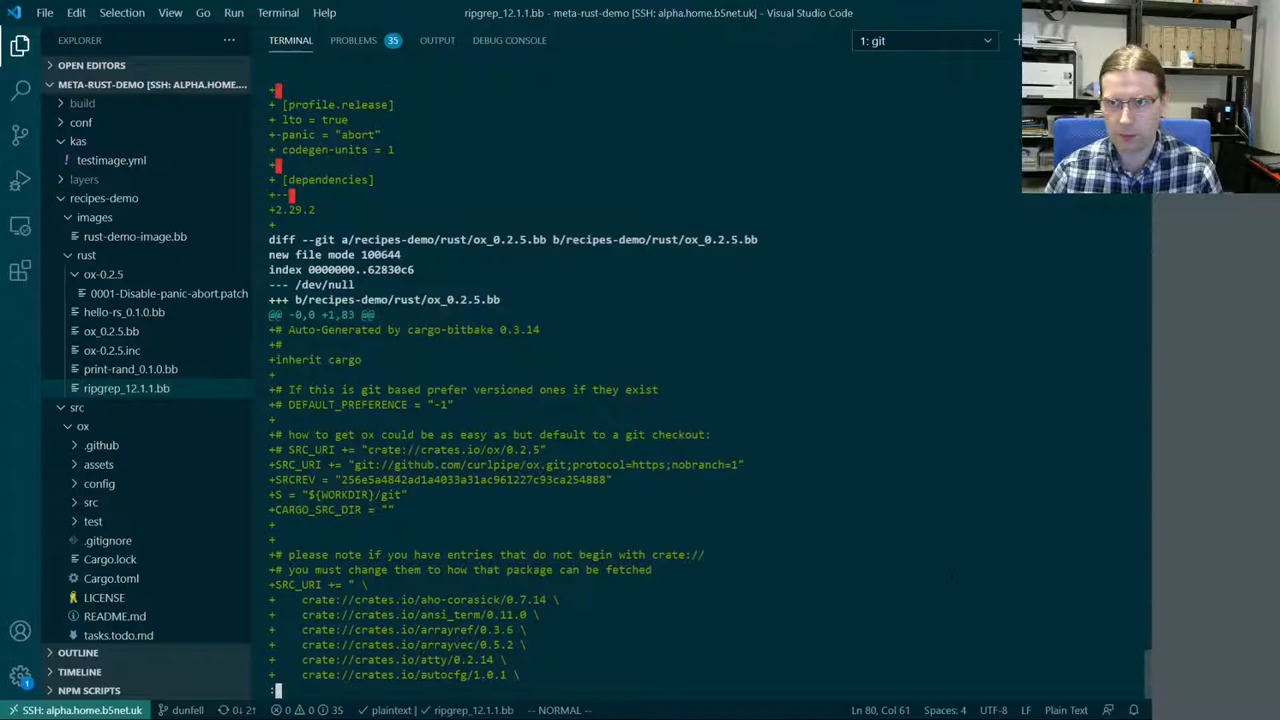 File Edit Selection View Go Run Terminal Help
ripgrep_12.1.1.bb - meta-rust-demo [SSH: alpha.home.b5net.uk] - Visual Studio Code
EXPLORER ...
OPEN EDITORS
META-RUST-DEMO [SSH: ALPHA.HOME....
build
conf
kas
testimage.yml
layers
recipes-demo
images
rust-demo-image.bb
rust
ox-0.2.5
0001-Disable-panic-abort.patch
hello-rs_0.1.0.bb
ox_0.2.5.bb
ox-0.2.5.inc
print-rand_0.1.0.bb
ripgrep_12.1.1.bb
src
ox
.github
assets
config
src
test
.gitignore
Cargo.lock
Cargo.toml
LICENSE
README.md
tasks.todo.md
OUTLINE
TIMELINE
NPM SCRIPTS
TERMINAL PROBLEMS 35 OUTPUT DEBUG CONSOLE
1: git
+
+ [profile.release]
+ lto = true
+-panic = "abort"
+ codegen-units = 1
+
+ [dependencies]
+--
+2.29.2
+
diff --git a/recipes-demo/rust/ox_0.2.5.bb b/recipes-demo/rust/ox_0.2.5.bb
new file mode 100644
index 0000000..62830c6
--- /dev/null
+++ b/recipes-demo/rust/ox_0.2.5.bb
@@ -0,0 +1,83 @@
+# Auto-Generated by cargo-bitbake 0.3.14
+#
+inherit cargo
+
+# If this is git based prefer versioned ones if they exist
+# DEFAULT_PREFERENCE = "-1"
+
+# how to get ox could be as easy as but default to a git checkout:
+# SRC_URI += "crate://crates.io/ox/0.2.5"
+SRC_URI += "git://github.com/curlpipe/ox.git;protocol=https;nobranch=1"
+SRCREV = "256e5a4842ad1a4033a31ac961227c93ca254888"
+S = "${WORKDIR}/git"
+CARGO_SRC_DIR = ""
+
+
+# please note if you have entries that do not begin with crate://
+# you must change them to how that package can be fetched
+SRC_URI += " \
+ crate://crates.io/aho-corasick/0.7.14 \
+ crate://crates.io/ansi_term/0.11.0 \
+ crate://crates.io/arrayref/0.3.6 \
+ crate://crates.io/arrayvec/0.5.2 \
+ crate://crates.io/atty/0.2.14 \
+ crate://crates.io/autocfg/1.0.1 \
:
1
SSH: alpha.home.b5net.uk dunfell 0↓ 2↑ 0 0 35 plaintext ripgrep_12.1.1.bb -- NORMAL -- Ln 80, Col 61 Spaces: 4 UTF-8 LF Plain Text